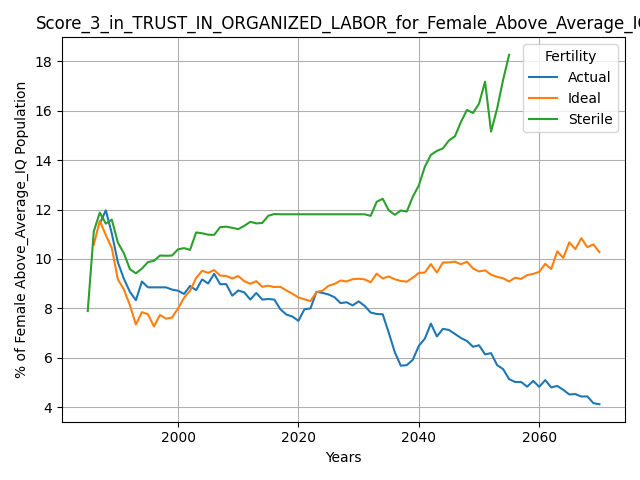 Score_3_in_TRUST_IN_ORGANIZED_LABOR_for_Female_Above_Average_IQ
Fertility
Actual
Ideal
Sterile
% of Female Above_Average_IQ Population
18
16
14
12
10
8
6
4
2000
2020
2040
2060
Years